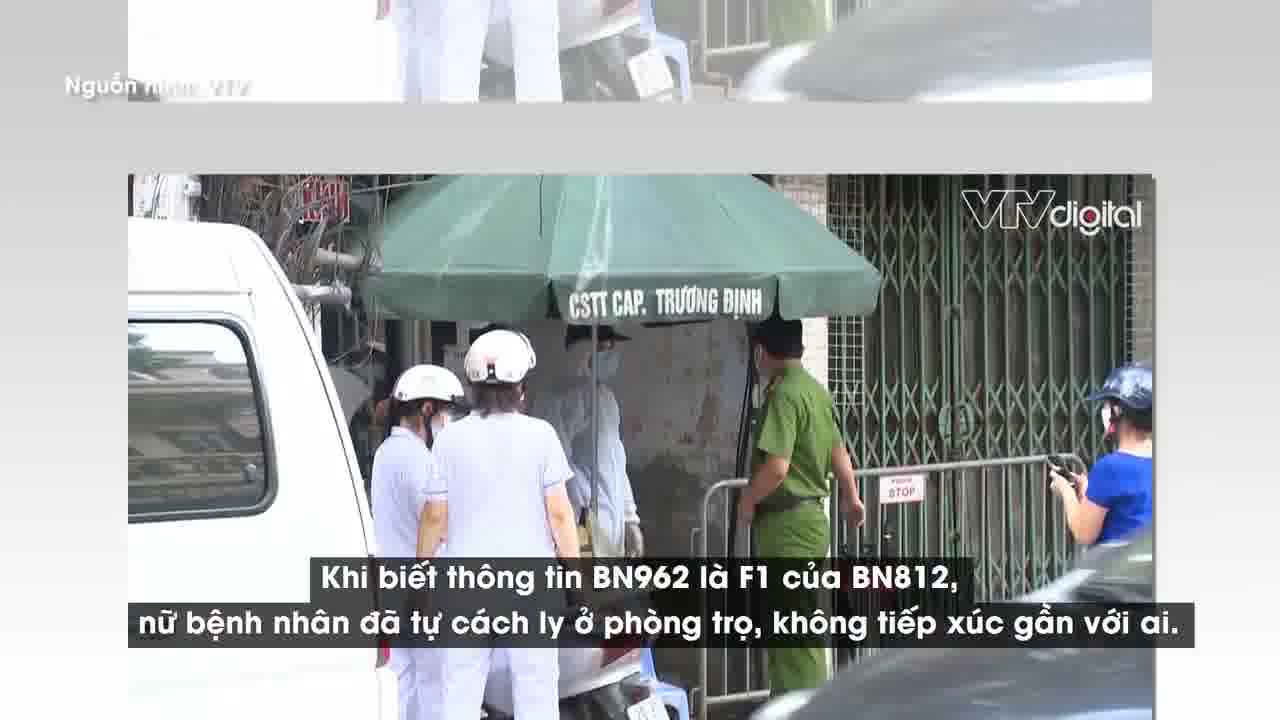 Nguồn nhạc VTV
VTVdigital
CSTT CAP. TRƯƠNG ĐỊNH
STOP
Khi biết thông tin BN962 là F1 của BN812,
nữ bệnh nhân đã tự cách ly ở phòng trọ, không tiếp xúc gần với ai.